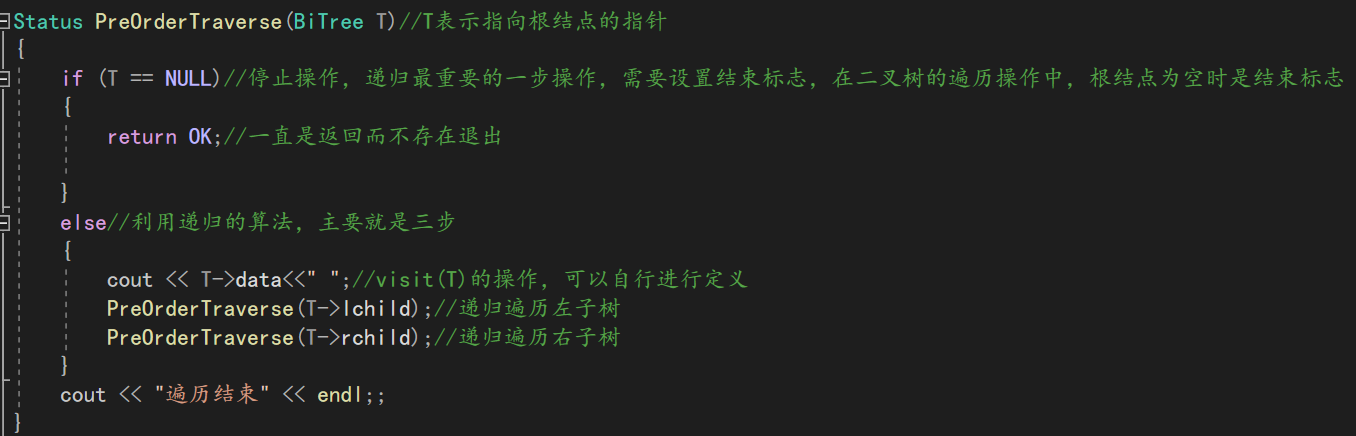 Status PreOrderTraverse(BiTree T)//T表示指向根结点的指针
{
if (T == NULL)//停止操作，递归最重要的一步操作，需要设置结束标志，在二叉树的遍历操作中，根结点为空时是结束标志
{
return OK;//一直是返回而不存在退出
}
else//利用递归的算法，主要就是三步
{
cout << T->data<<" ";//visit(T)的操作，可以自行进行定义
PreOrderTraverse(T->lchild);//递归遍历左子树
PreOrderTraverse(T->rchild);//递归遍历右子树
}
cout << "遍历结束" << endl;;
}